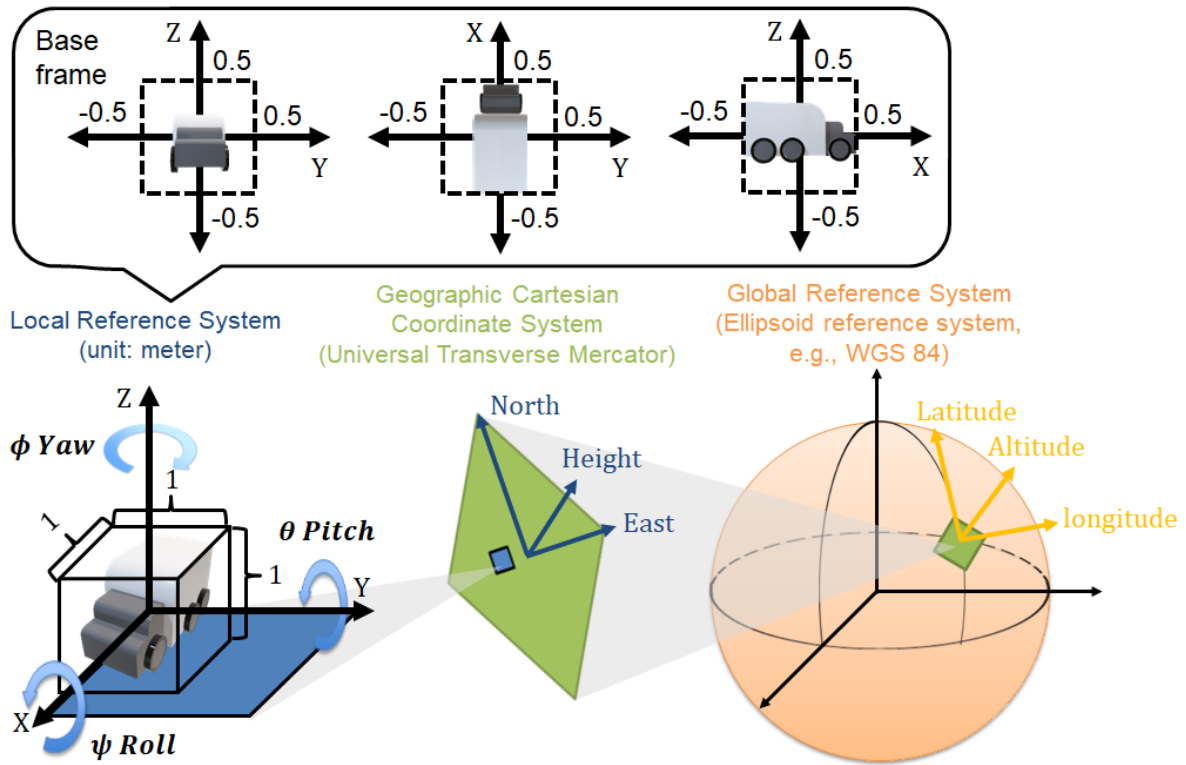 Base
frame
Z
0.5
-0.5
0.5
Y
-0.5
X
0.5
-0.5
0.5
Y
-0.5
Z
0.5
-0.5
0.5
X
-0.5
Local Reference System
(unit: meter)
Geographic Cartesian
Coordinate System
(Universal Transverse Mercator)
Global Reference System
(Ellipsoid reference system,
e.g., WGS 84)
Z
ϕ Yaw
1
1
1
θ Pitch
Y
X
ψ Roll
North
Height
East
Latitude
Altitude
longitude